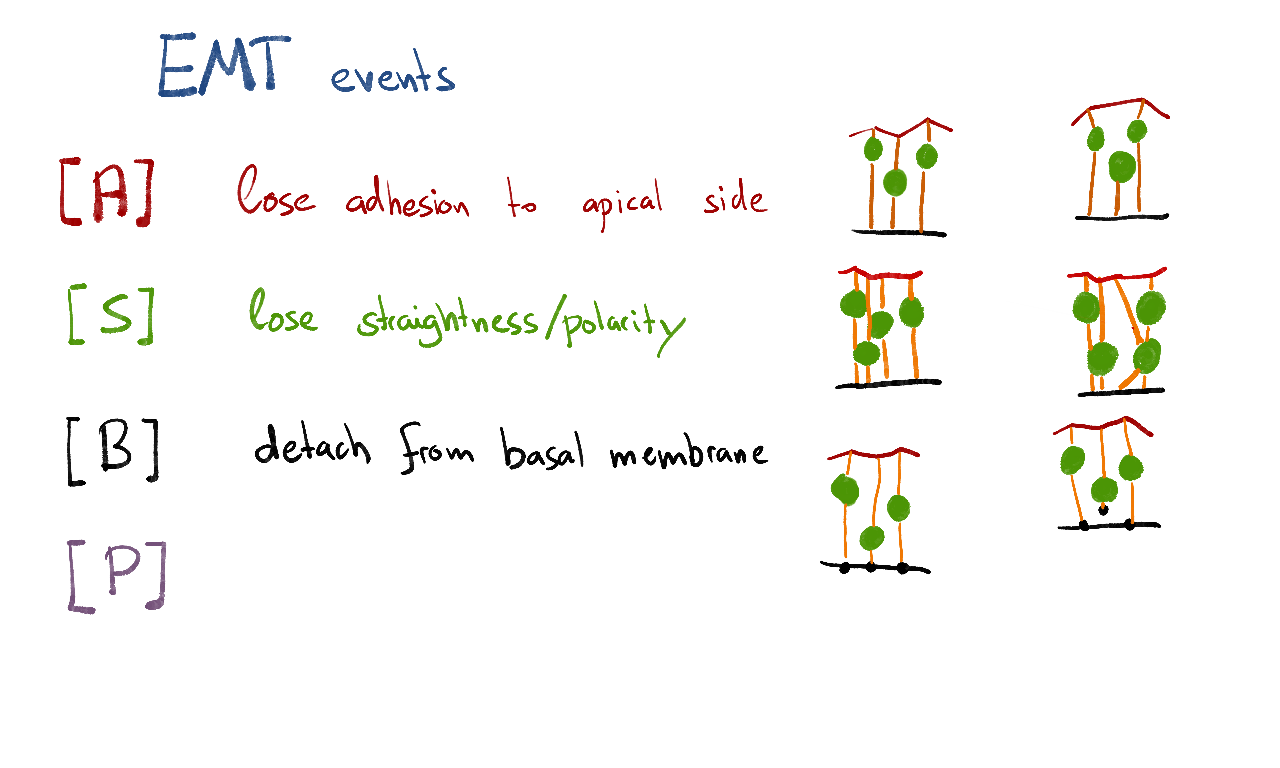 EMT events
[A] lose adhesion to apical side
[S] lose straightness/polarity
[B] detach from basal membrane
[P]